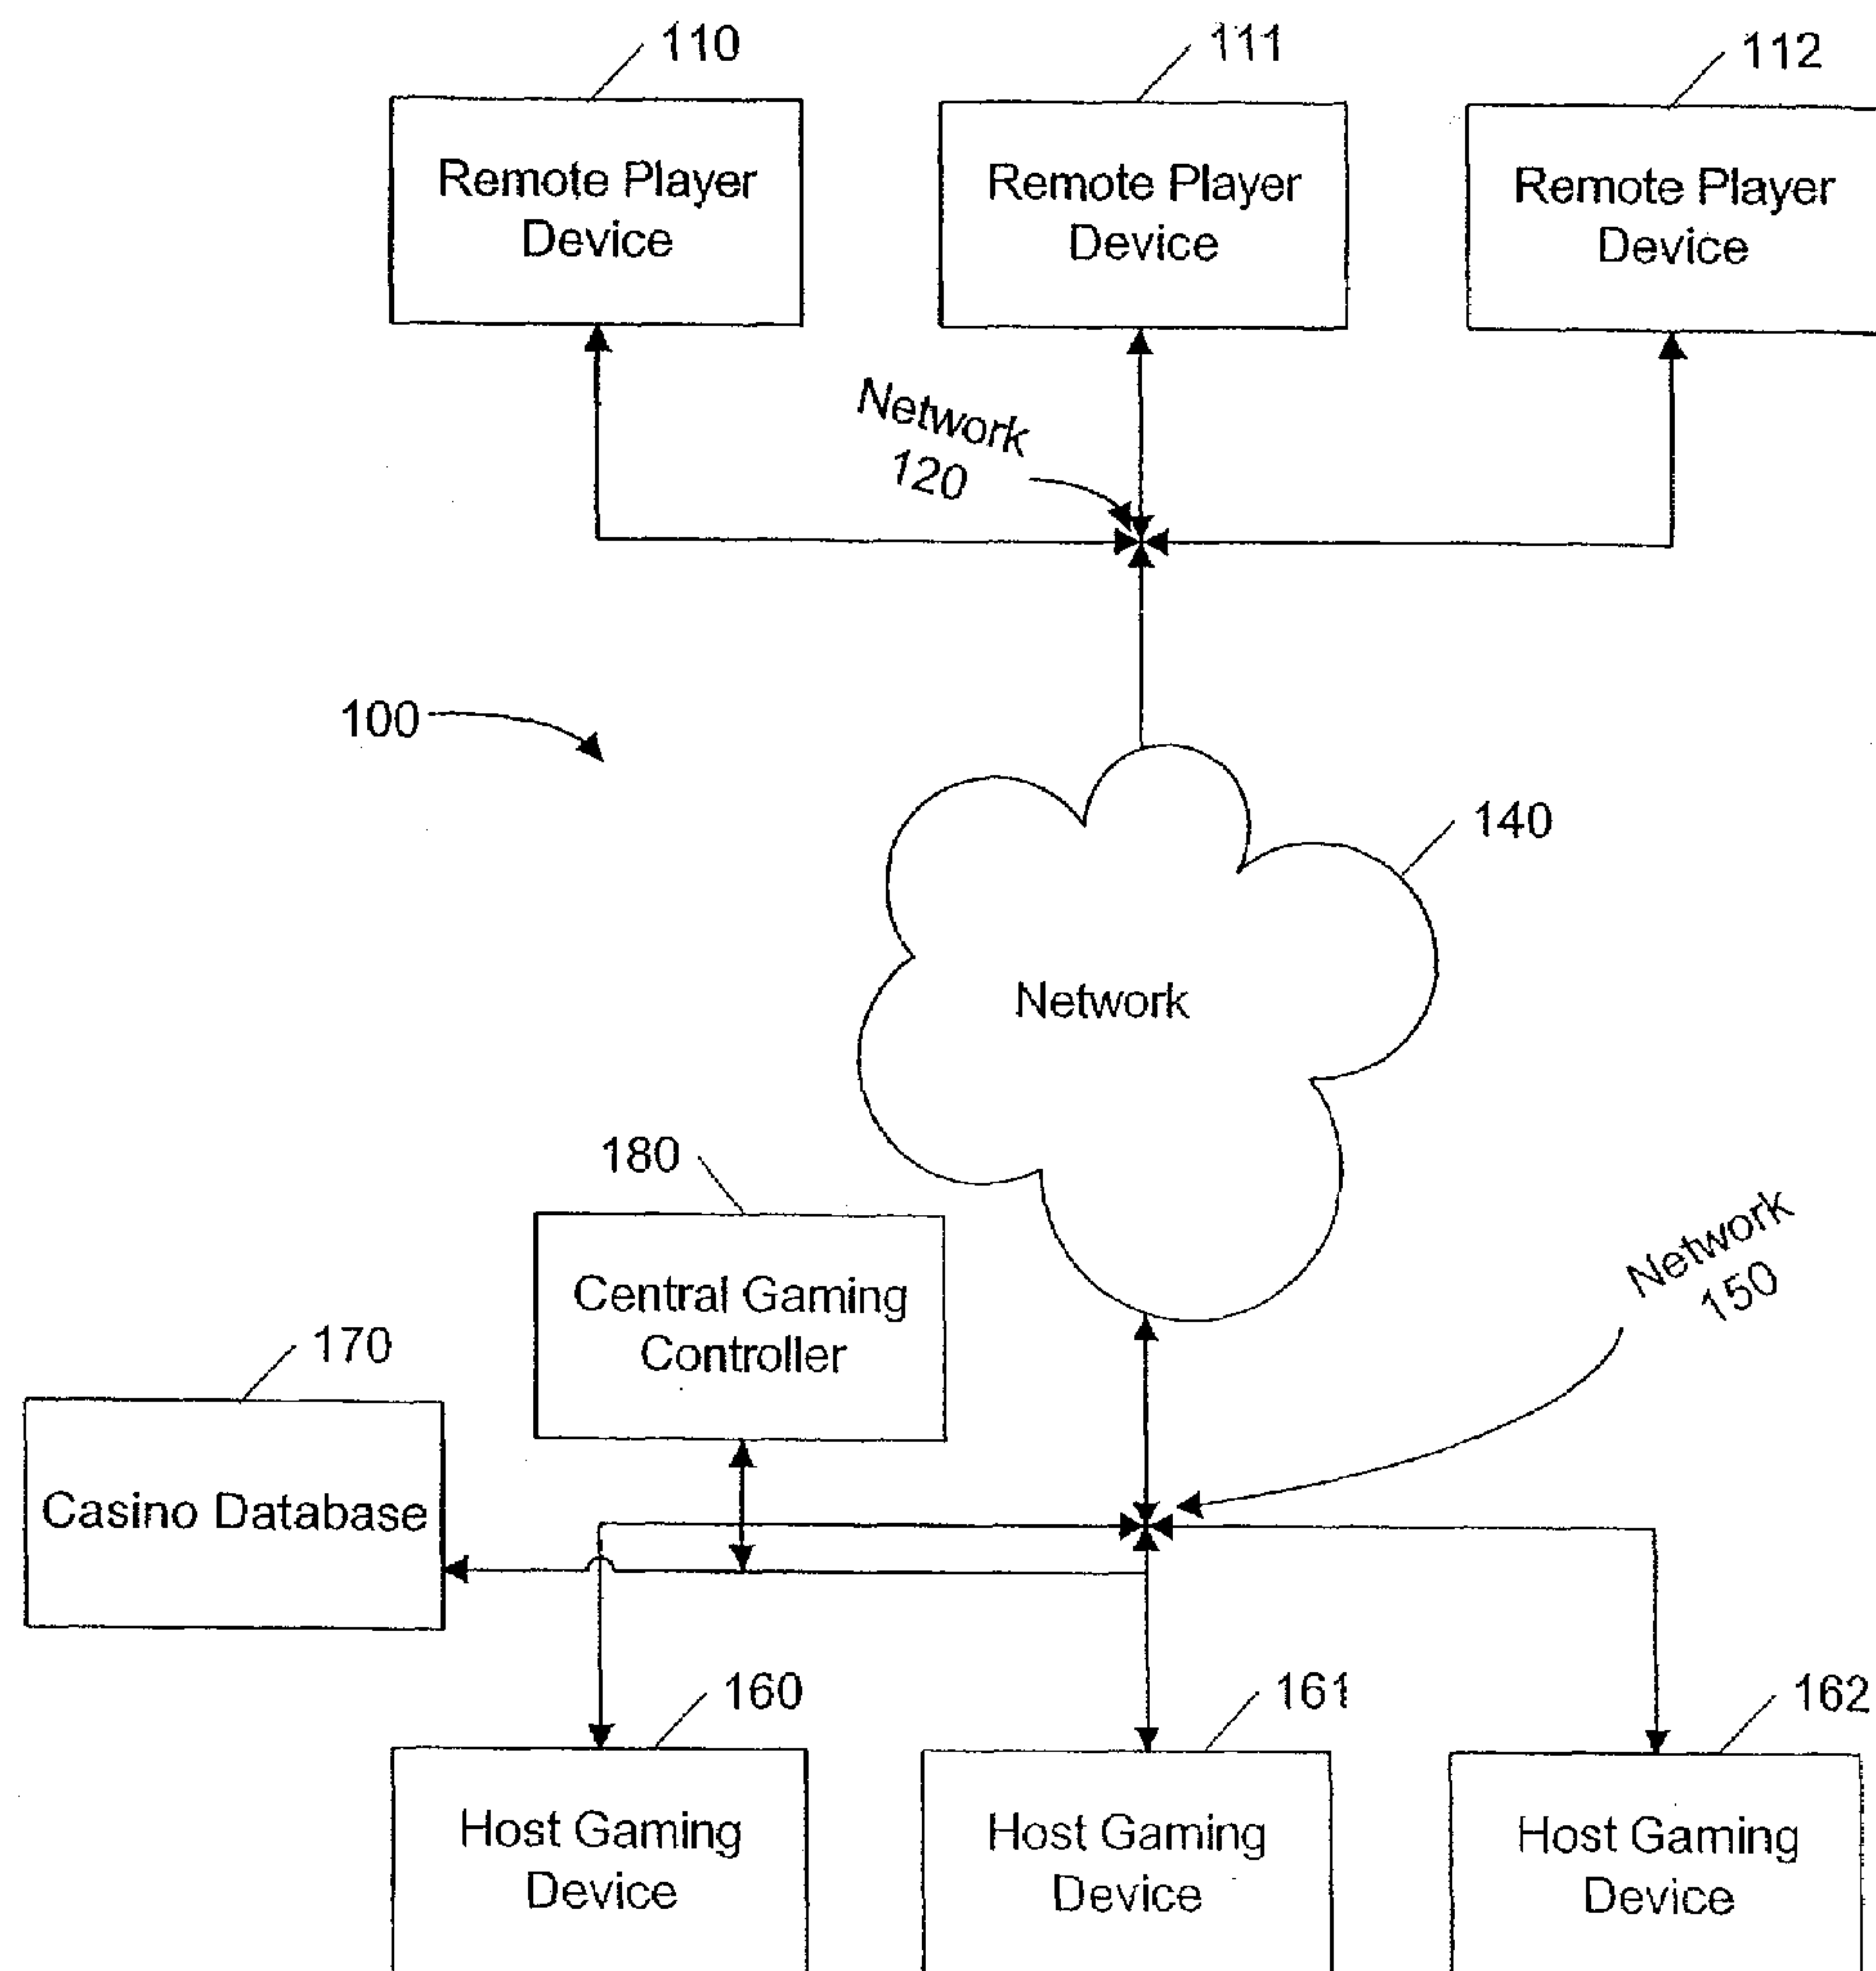 110
111
112
Remote Player
Device
Remote Player
Device
Remote Player
Device
Network
120
100
140
Network
180
Network
150
Central Gaming
Controller
170
Casino Database
160
161
162
Host Gaming
Device
Host Gaming
Device
Host Gaming
Device